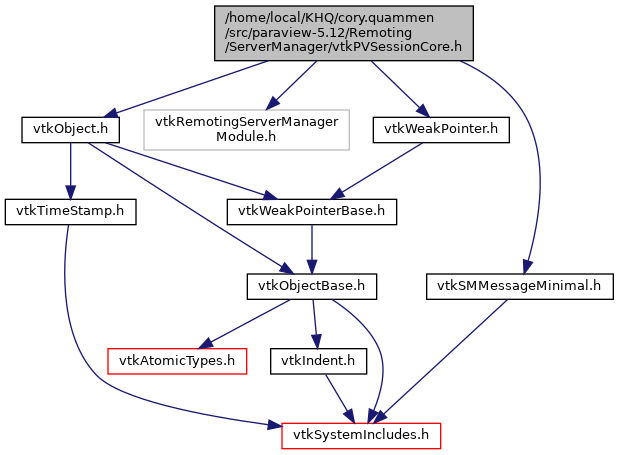 /home/local/KHQ/cory.quammen
/src/paraview-5.12/Remoting
/ServerManager/vtkPVSessionCore.h
vtkObject.h
vtkRemotingServerManager
Module.h
vtkWeakPointer.h
vtkTimeStamp.h
vtkWeakPointerBase.h
vtkObjectBase.h
vtkSMMessageMinimal.h
vtkAtomicTypes.h
vtkIndent.h
vtkSystemIncludes.h